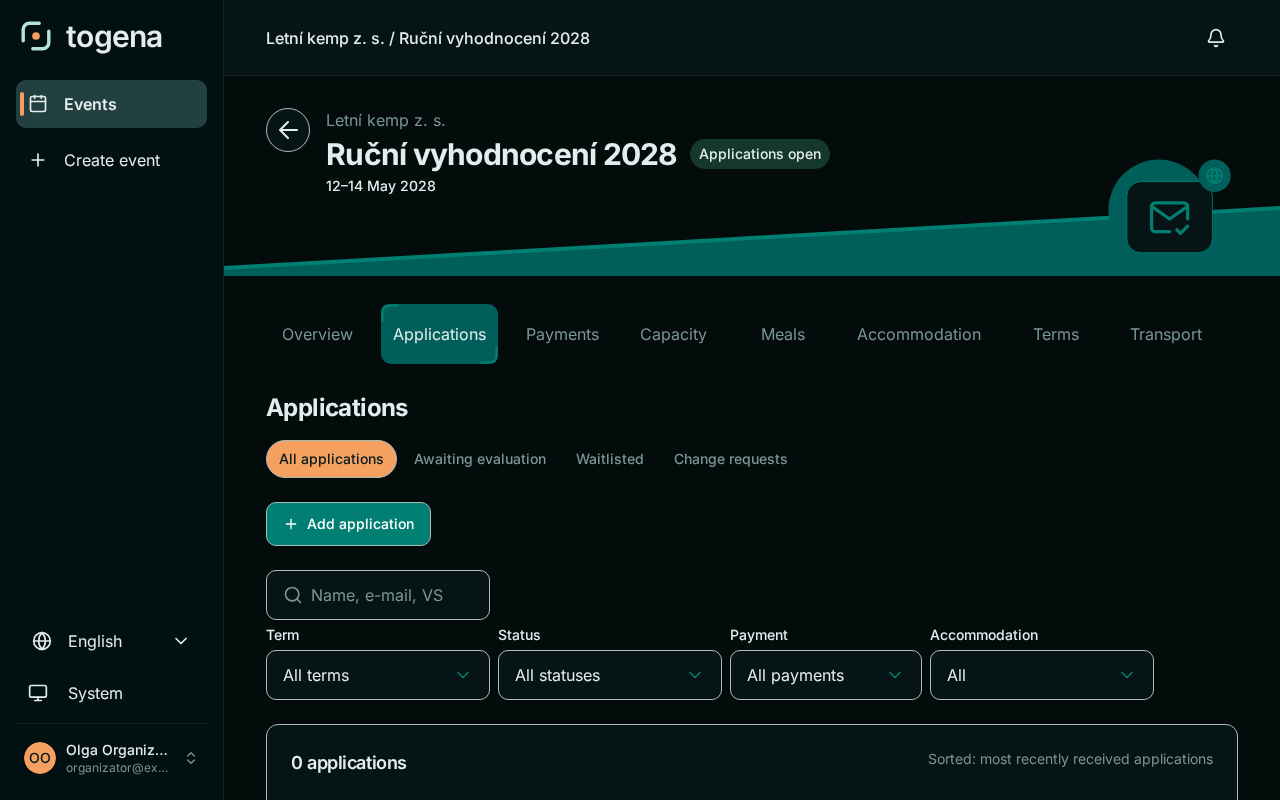 togena
Letní kemp z. s. / Ruční vyhodnocení 2028
Events
Create event
Letní kemp z. s.
Ruční vyhodnocení 2028
Applications open
12–14 May 2028
Overview
Applications
Payments
Capacity
Meals
Accommodation
Terms
Transport
Applications
All applications
Awaiting evaluation
Waitlisted
Change requests
Add application
Name, e-mail, VS
Term
Status
Payment
Accommodation
All terms
All statuses
All payments
All
0 applications
Sorted: most recently received applications
English
System
OO
Olga Organiz...
organizator@ex...